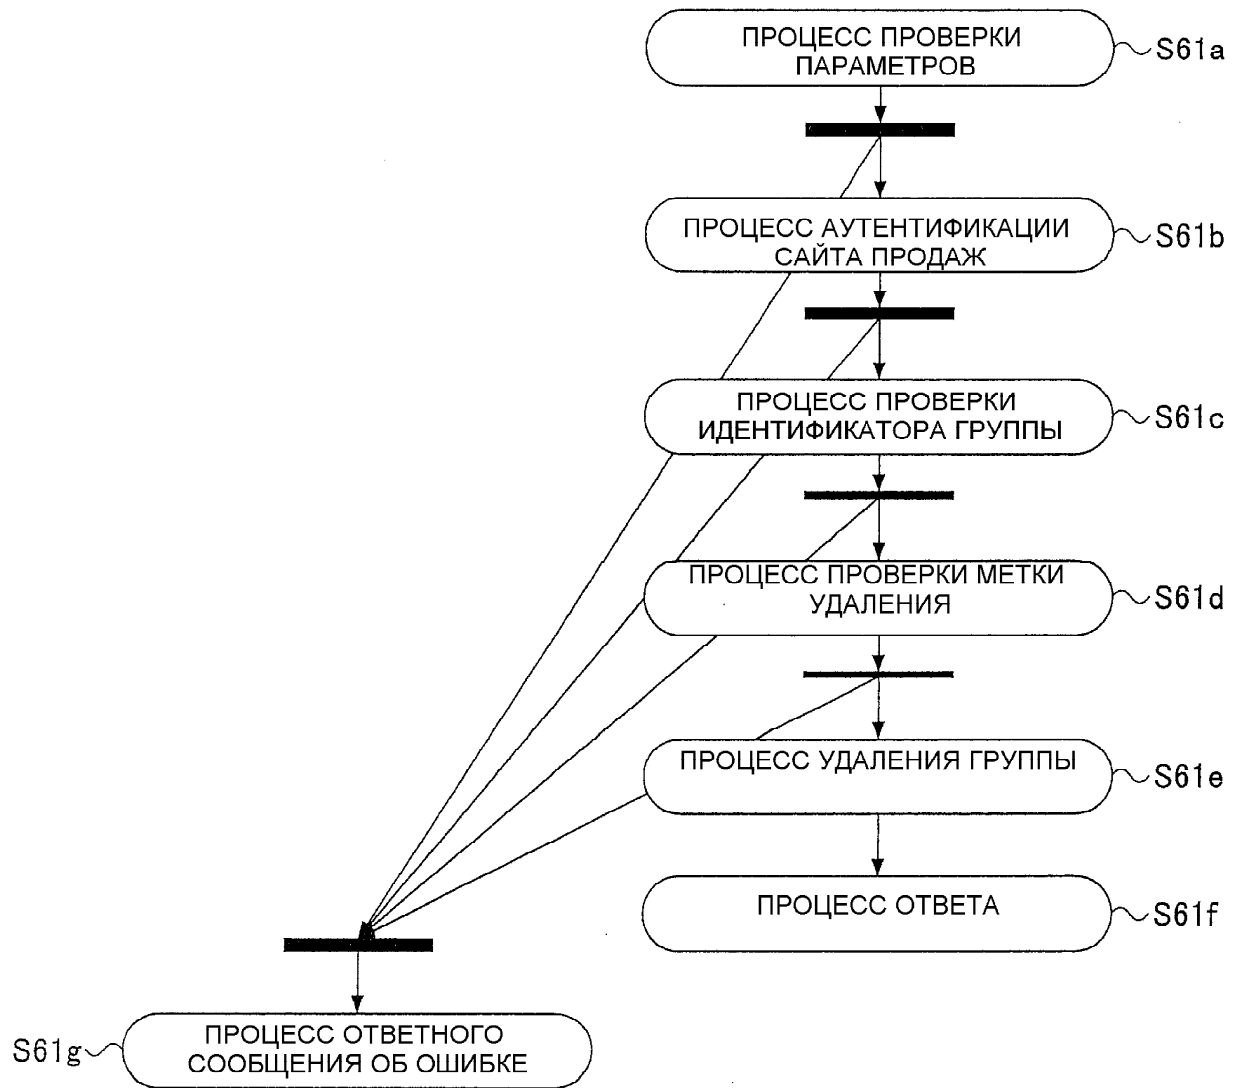 ПРОЦЕСС ПРОВЕРКИ
ПАРАМЕТРОВ
S61a
ПРОЦЕСС АУТЕНТИФИКАЦИИ
САЙТА ПРОДАЖ
S61b
ПРОЦЕСС ПРОВЕРКИ
ИДЕНТИФИКАТОРА ГРУППЫ
S61c
ПРОЦЕСС ПРОВЕРКИ МЕТКИ
УДАЛЕНИЯ
S61d
ПРОЦЕСС УДАЛЕНИЯ ГРУППЫ
S61e
ПРОЦЕСС ОТВЕТА
S61f
ПРОЦЕСС ОТВЕТНОГО
СООБЩЕНИЯ ОБ ОШИБКЕ
S61g